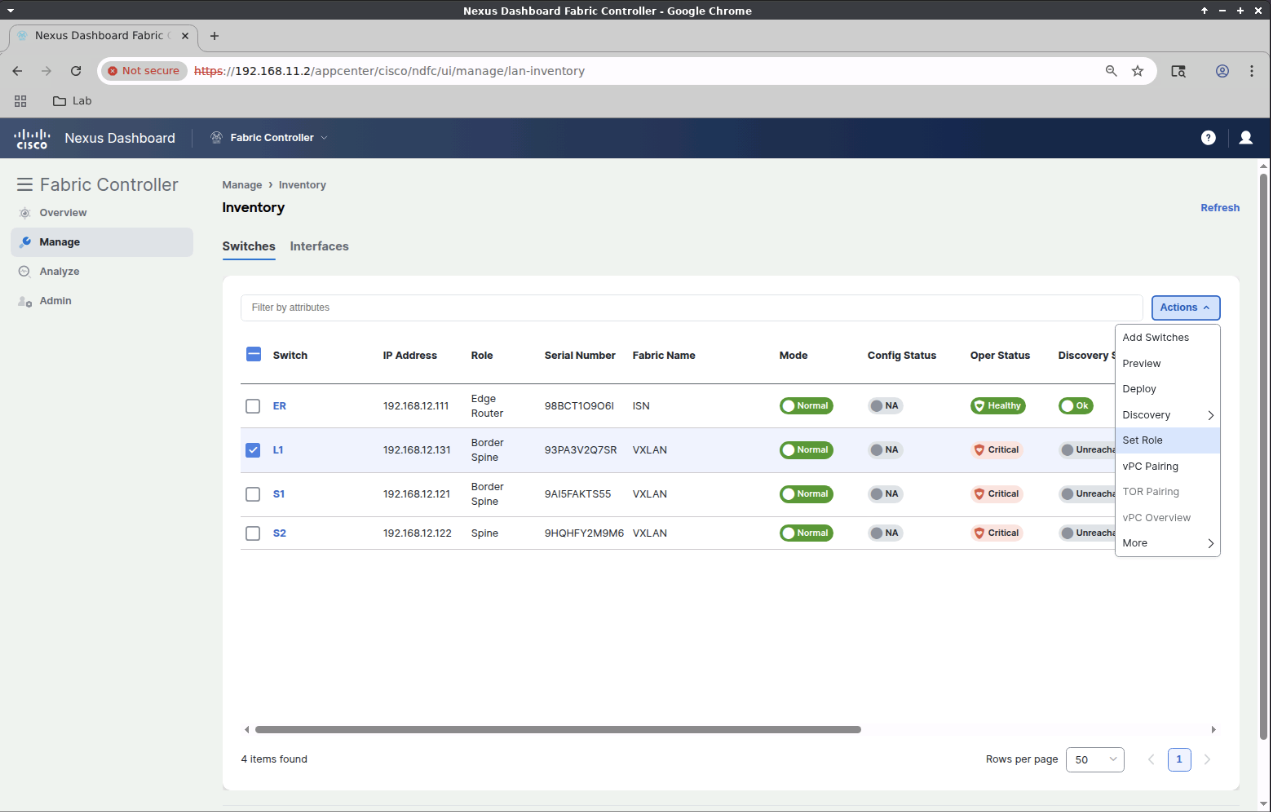 Nexus Dashboard Fabric Controller - Google Chrome
Nexus Dashboard Fabric
Not secure https://192.168.11.2/appcenter/cisco/ndfc/ui/manage/lan-inventory
Lab
cisco Nexus Dashboard Fabric Controller
Fabric Controller
Overview
Manage
Analyze
Admin
Manage > Inventory
Inventory
Refresh
Switches Interfaces
Filter by attributes
Actions
Switch IP Address Role Serial Number Fabric Name Mode Config Status Oper Status Discovery S
ER 192.168.12.111 Edge Router 98BCT1O9O6I ISN Normal NA Healthy Ok
L1 192.168.12.131 Border Spine 93PA3V2Q7SR VXLAN Normal NA Critical Unreacha
S1 192.168.12.121 Border Spine 9AI5FAKTS55 VXLAN Normal NA Critical Unreacha
S2 192.168.12.122 Spine 9HQHFY2M9M6 VXLAN Normal NA Critical Unreacha
Add Switches
Preview
Deploy
Discovery
Set Role
vPC Pairing
TOR Pairing
vPC Overview
More
4 items found
Rows per page 50 1